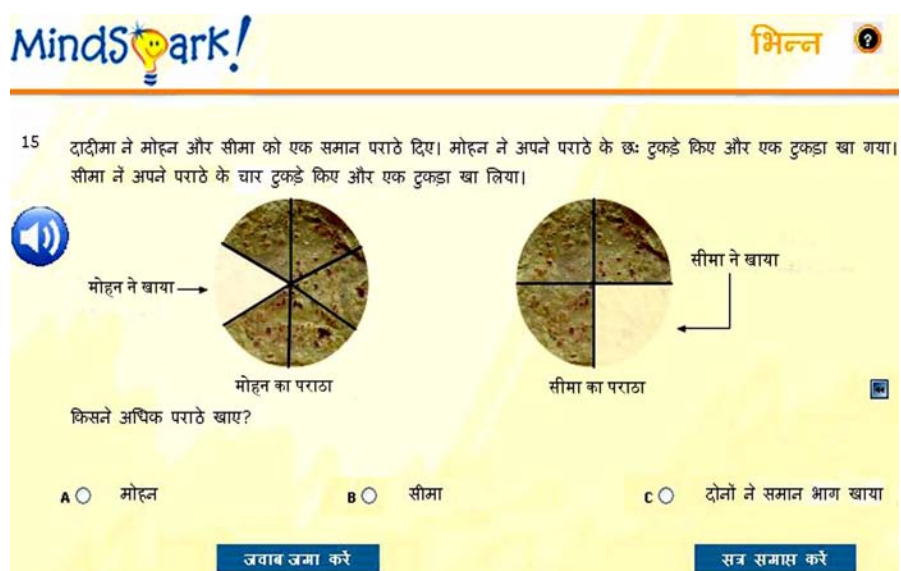 MindSpark!
भिन्न
?
15
दादीमा ने मोहन और सीमा को एक समान पराठे दिए। मोहन ने अपने पराठे के छः टुकड़े किए और एक टुकड़ा खा गया।
सीमा नें अपने पराठे के चार टुकड़े किए और एक टुकड़ा खा लिया।
मोहन ने खाया
सीमा ने खाया
मोहन का पराठा
सीमा का पराठा
किसने अधिक पराठे खाए?
A मोहन
B सीमा
C दोनों ने समान भाग खाया
जवाब जमा करें
सत्र समाप्त करें